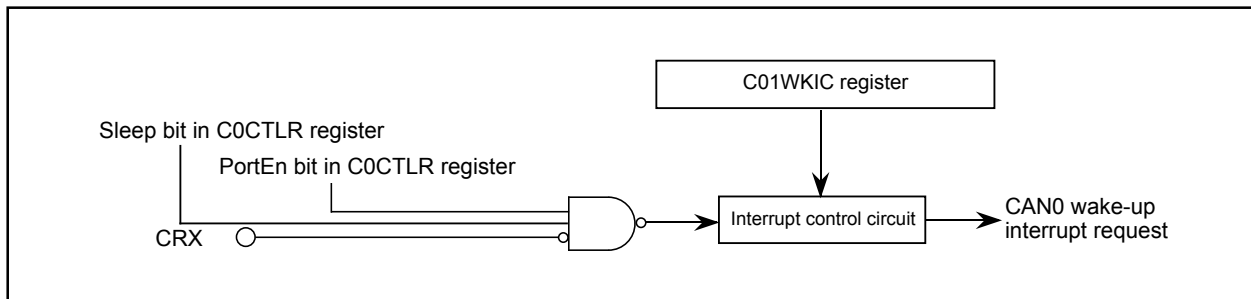 C01WKIC register
Sleep bit in C0CTLR register
PortEn bit in C0CTLR register
CRX
Interrupt control circuit
CAN0 wake-up
interrupt request